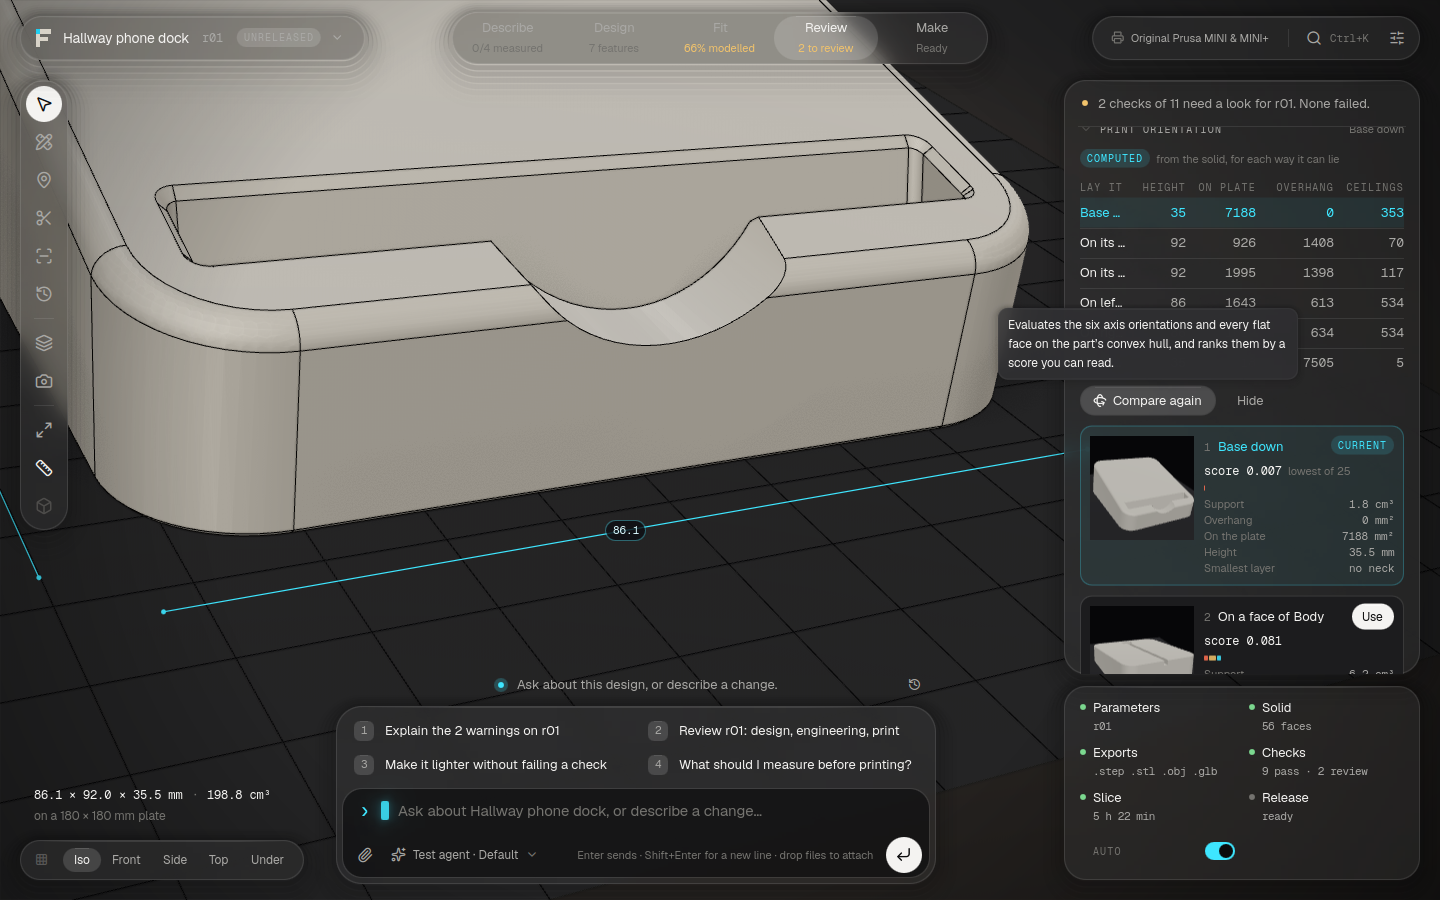 Hallway phone dock r01 UNRELEASED
Describe
0/4 measured
Design
7 features
Fit
66% modelled
Review
2 to review
Make
Ready
Original Prusa MINI & MINI+
Ctrl+K
2 checks of 11 need a look for r01. None failed.
PRINT ORIENTATION Base down
COMPUTED from the solid, for each way it can lie
LAY IT HEIGHT ON PLATE OVERHANG CEILINGS
Base … 35 7188 0 353
On its … 92 926 1408 70
On its … 92 1995 1398 117
On lef… 86 1643 613 534
634 534
7505 5
Evaluates the six axis orientations and every flat
face on the part's convex hull, and ranks them by a
score you can read.
Compare again Hide
1 Base down CURRENT
score 0.007 lowest of 25
Support 1.8 cm³
Overhang 0 mm²
On the plate 7188 mm²
Height 35.5 mm
Smallest layer no neck
2 On a face of Body Use
score 0.081
Support 6.2 cm³
86.1
Ask about this design, or describe a change.
1 Explain the 2 warnings on r01
2 Review r01: design, engineering, print
3 Make it lighter without failing a check
4 What should I measure before printing?
› Ask about Hallway phone dock, or describe a change...
Test agent · Default
Enter sends · Shift+Enter for a new line · drop files to attach
86.1 × 92.0 × 35.5 mm · 198.8 cm³
on a 180 × 180 mm plate
Iso Front Side Top Under
Parameters
r01
Solid
56 faces
Exports
.step .stl .obj .glb
Checks
9 pass · 2 review
Slice
5 h 22 min
Release
ready
AUTO